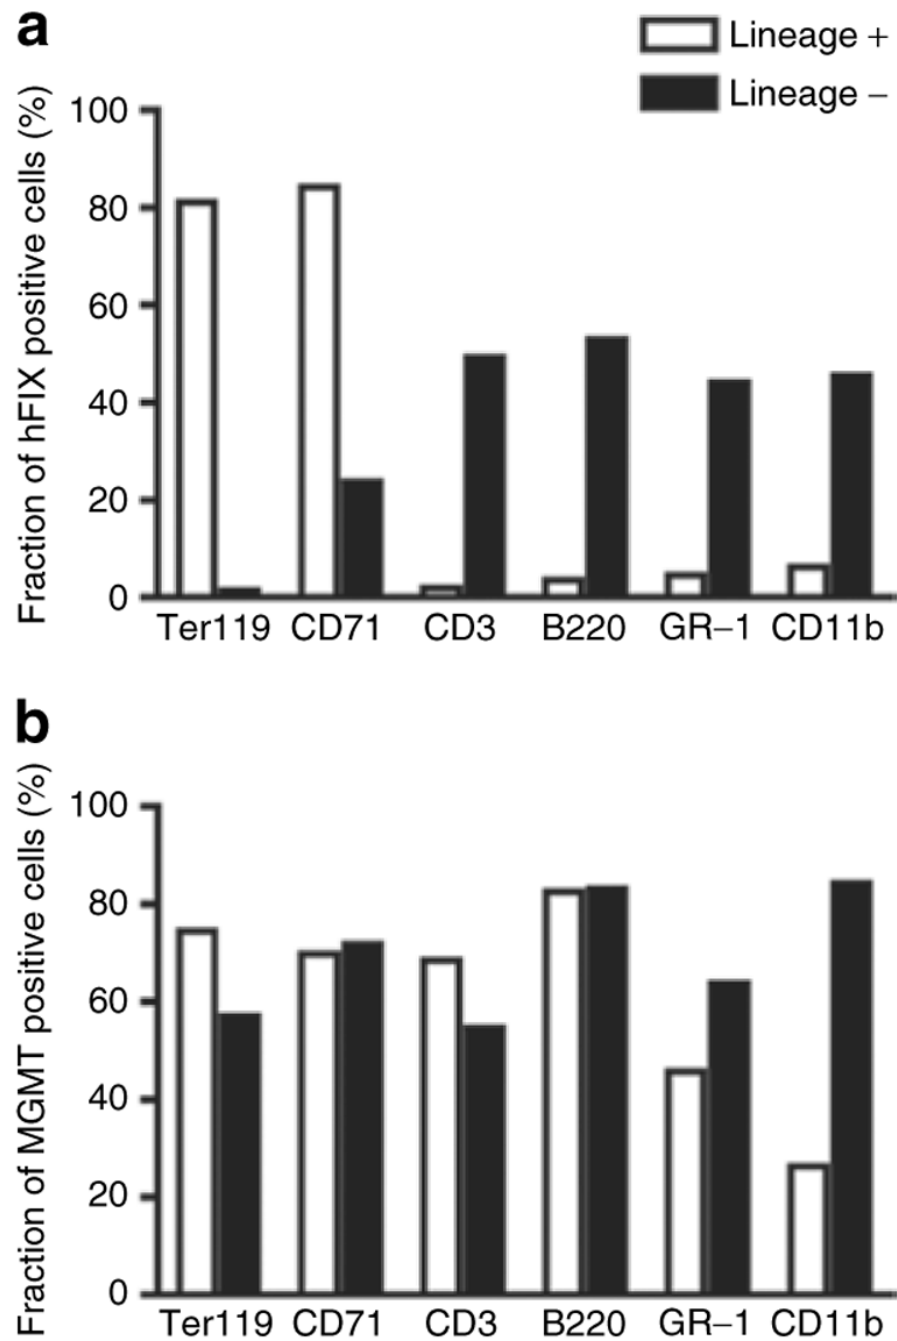 a
Lineage +
Lineage −
Fraction of hFIX positive cells (%)
100
80
60
40
20
0
Ter119 CD71 CD3 B220 GR−1 CD11b
b
Fraction of MGMT positive cells (%)
100
80
60
40
20
0
Ter119 CD71 CD3 B220 GR−1 CD11b